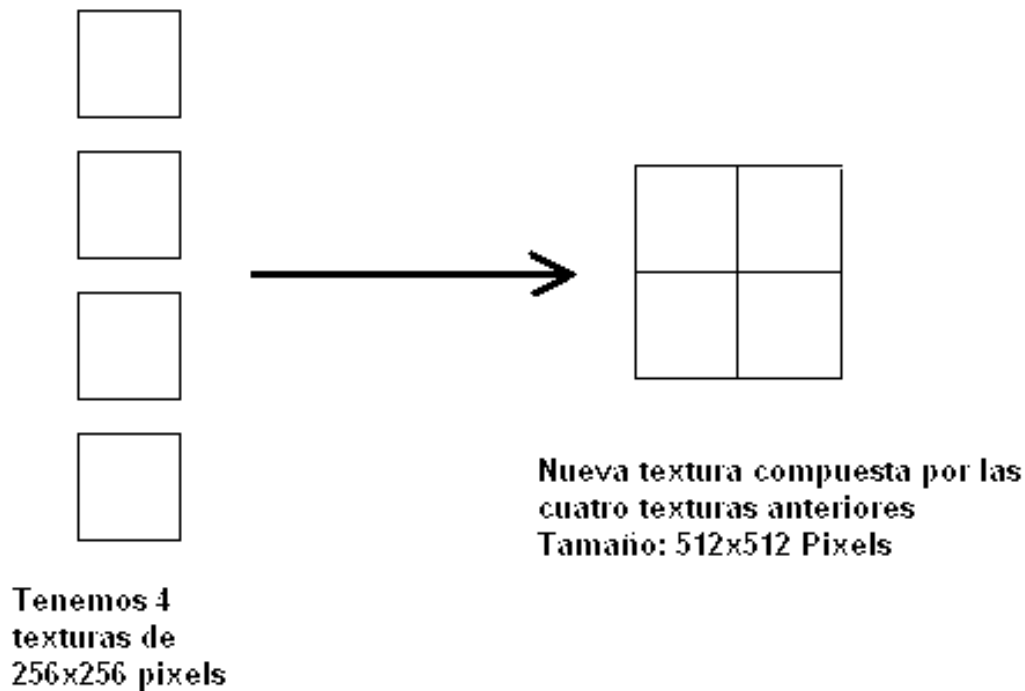 Nueva textura compuesta por las
cuatro texturas anteriores
Tamaño: 512x512 Pixels
Tenemos 4
texturas de
256x256 pixels